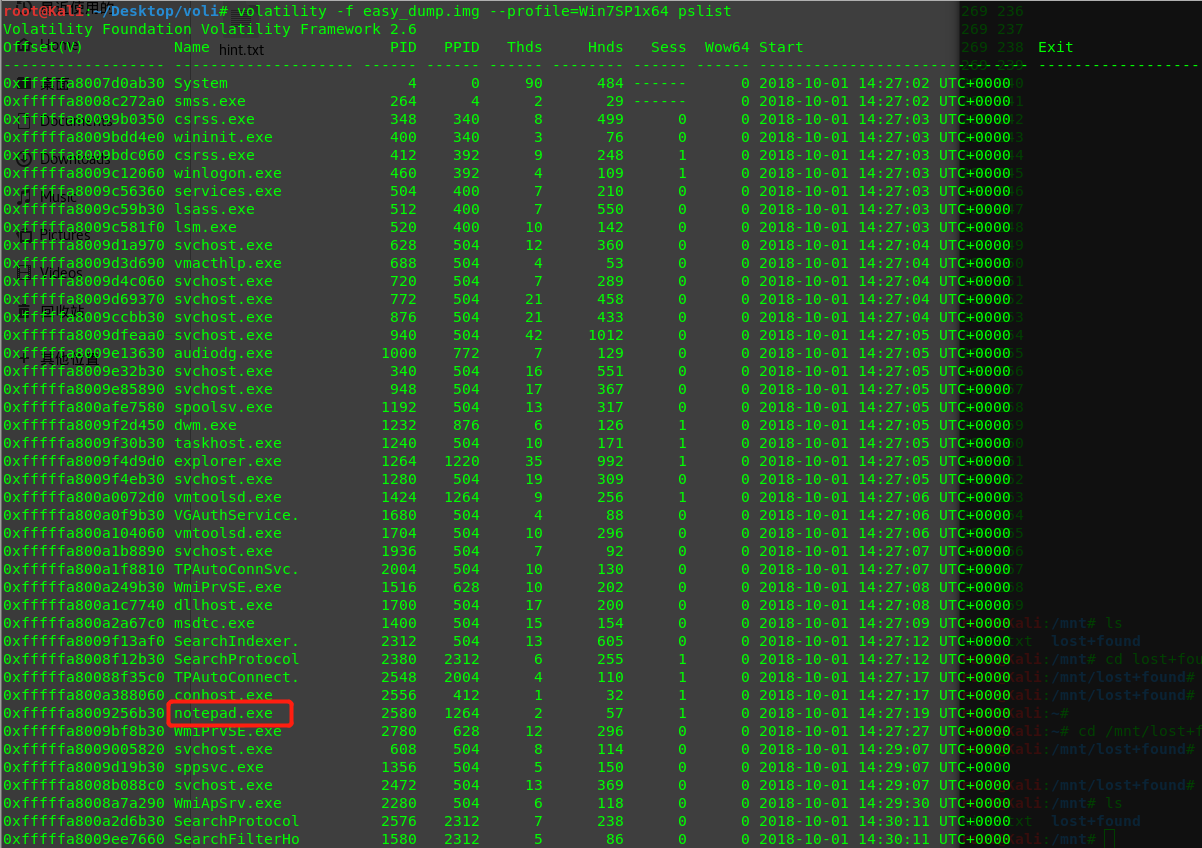 root@Kali:~/Desktop/voli# volatility -f easy_dump.img --profile=Win7SP1x64 pslist
Volatility Foundation Volatility Framework 2.6
Offset(V) Name PID PPID Thds Hnds Sess Wow64 Start Exit
------------------ -------------------- ------ ------ ------ -------- ------ ------ ------------------------------ ------------------
0xfffffa8007d0ab30 System 4 0 90 484 ------ 0 2018-10-01 14:27:02 UTC+0000
0xfffffa8008c272a0 smss.exe 264 4 2 29 ------ 0 2018-10-01 14:27:02 UTC+0000
0xfffffa80099b0350 csrss.exe 348 340 8 499 0 0 2018-10-01 14:27:03 UTC+0000
0xfffffa8009bdd4e0 wininit.exe 400 340 3 76 0 0 2018-10-01 14:27:03 UTC+0000
0xfffffa8009bdc060 csrss.exe 412 392 9 248 1 0 2018-10-01 14:27:03 UTC+0000
0xfffffa8009c12060 winlogon.exe 460 392 4 109 1 0 2018-10-01 14:27:03 UTC+0000
0xfffffa8009c56360 services.exe 504 400 7 210 0 0 2018-10-01 14:27:03 UTC+0000
0xfffffa8009c59b30 lsass.exe 512 400 7 550 0 0 2018-10-01 14:27:03 UTC+0000
0xfffffa8009c581f0 lsm.exe 520 400 10 142 0 0 2018-10-01 14:27:03 UTC+0000
0xfffffa8009d1a970 svchost.exe 628 504 12 360 0 0 2018-10-01 14:27:04 UTC+0000
0xfffffa8009d3d690 vmacthlp.exe 688 504 4 53 0 0 2018-10-01 14:27:04 UTC+0000
0xfffffa8009d4c060 svchost.exe 720 504 7 289 0 0 2018-10-01 14:27:04 UTC+0000
0xfffffa8009d69370 svchost.exe 772 504 21 458 0 0 2018-10-01 14:27:04 UTC+0000
0xfffffa8009ccbb30 svchost.exe 876 504 21 433 0 0 2018-10-01 14:27:04 UTC+0000
0xfffffa8009dfeaa0 svchost.exe 940 504 42 1012 0 0 2018-10-01 14:27:05 UTC+0000
0xfffffa8009e13630 audiodg.exe 1000 772 7 129 0 0 2018-10-01 14:27:05 UTC+0000
0xfffffa8009e32b30 svchost.exe 340 504 16 551 0 0 2018-10-01 14:27:05 UTC+0000
0xfffffa8009e85890 svchost.exe 948 504 17 367 0 0 2018-10-01 14:27:05 UTC+0000
0xfffffa800afe7580 spoolsv.exe 1192 504 13 317 0 0 2018-10-01 14:27:05 UTC+0000
0xfffffa8009f2d450 dwm.exe 1232 876 6 126 1 0 2018-10-01 14:27:05 UTC+0000
0xfffffa8009f30b30 taskhost.exe 1240 504 10 171 1 0 2018-10-01 14:27:05 UTC+0000
0xfffffa8009f4d9d0 explorer.exe 1264 1220 35 992 1 0 2018-10-01 14:27:05 UTC+0000
0xfffffa8009f4eb30 svchost.exe 1280 504 19 309 0 0 2018-10-01 14:27:05 UTC+0000
0xfffffa800a0072d0 vmtoolsd.exe 1424 1264 9 256 1 0 2018-10-01 14:27:06 UTC+0000
0xfffffa800a0f9b30 VGAuthService. 1680 504 4 88 0 0 2018-10-01 14:27:06 UTC+0000
0xfffffa800a104060 vmtoolsd.exe 1704 504 10 296 0 0 2018-10-01 14:27:06 UTC+0000
0xfffffa800a1b8890 svchost.exe 1936 504 7 92 0 0 2018-10-01 14:27:07 UTC+0000
0xfffffa800a1f8810 TPAutoConnSvc. 2004 504 10 130 0 0 2018-10-01 14:27:07 UTC+0000
0xfffffa800a249b30 WmiPrvSE.exe 1516 628 10 202 0 0 2018-10-01 14:27:08 UTC+0000
0xfffffa800a1c7740 dllhost.exe 1700 504 17 200 0 0 2018-10-01 14:27:08 UTC+0000
0xfffffa800a2a67c0 msdtc.exe 1400 504 15 154 0 0 2018-10-01 14:27:09 UTC+0000
0xfffffa8009f13af0 SearchIndexer. 2312 504 13 605 0 0 2018-10-01 14:27:12 UTC+0000
0xfffffa8008f12b30 SearchProtocol 2380 2312 6 255 1 0 2018-10-01 14:27:12 UTC+0000
0xfffffa80088f35c0 TPAutoConnect. 2548 2004 4 110 1 0 2018-10-01 14:27:17 UTC+0000
0xfffffa800a388060 conhost.exe 2556 412 1 32 1 0 2018-10-01 14:27:17 UTC+0000
0xfffffa8009256b30 notepad.exe 2580 1264 2 57 1 0 2018-10-01 14:27:19 UTC+0000
0xfffffa8009bf8b30 WmiPrvSE.exe 2780 628 12 296 0 0 2018-10-01 14:27:27 UTC+0000
0xfffffa8009005820 svchost.exe 608 504 8 114 0 0 2018-10-01 14:29:07 UTC+0000
0xfffffa8009d19b30 sppsvc.exe 1356 504 5 150 0 0 2018-10-01 14:29:07 UTC+0000
0xfffffa8008b088c0 svchost.exe 2472 504 13 369 0 0 2018-10-01 14:29:07 UTC+0000
0xfffffa8008a7a290 WmiApSrv.exe 2280 504 6 118 0 0 2018-10-01 14:29:30 UTC+0000
0xfffffa800a2d6b30 SearchProtocol 2576 2312 7 238 0 0 2018-10-01 14:30:11 UTC+0000
0xfffffa8009ee7660 SearchFilterHo 1580 2312 5 86 0 0 2018-10-01 14:30:11 UTC+0000
hint.txt
Downloads
Music
Pictures
Videos
其他位置
269 236
269 237
269 238
kali:/mnt# ls
txt lost+found
kali:/mnt# cd lost+fou
kali:/mnt/lost+found#
kali:/mnt/lost+found#
kali:~#
kali:~# cd /mnt/lost+f
kali:/mnt/lost+found#
kali:/mnt/lost+found#
kali:/mnt# ls
txt lost+found
kali:/mnt#